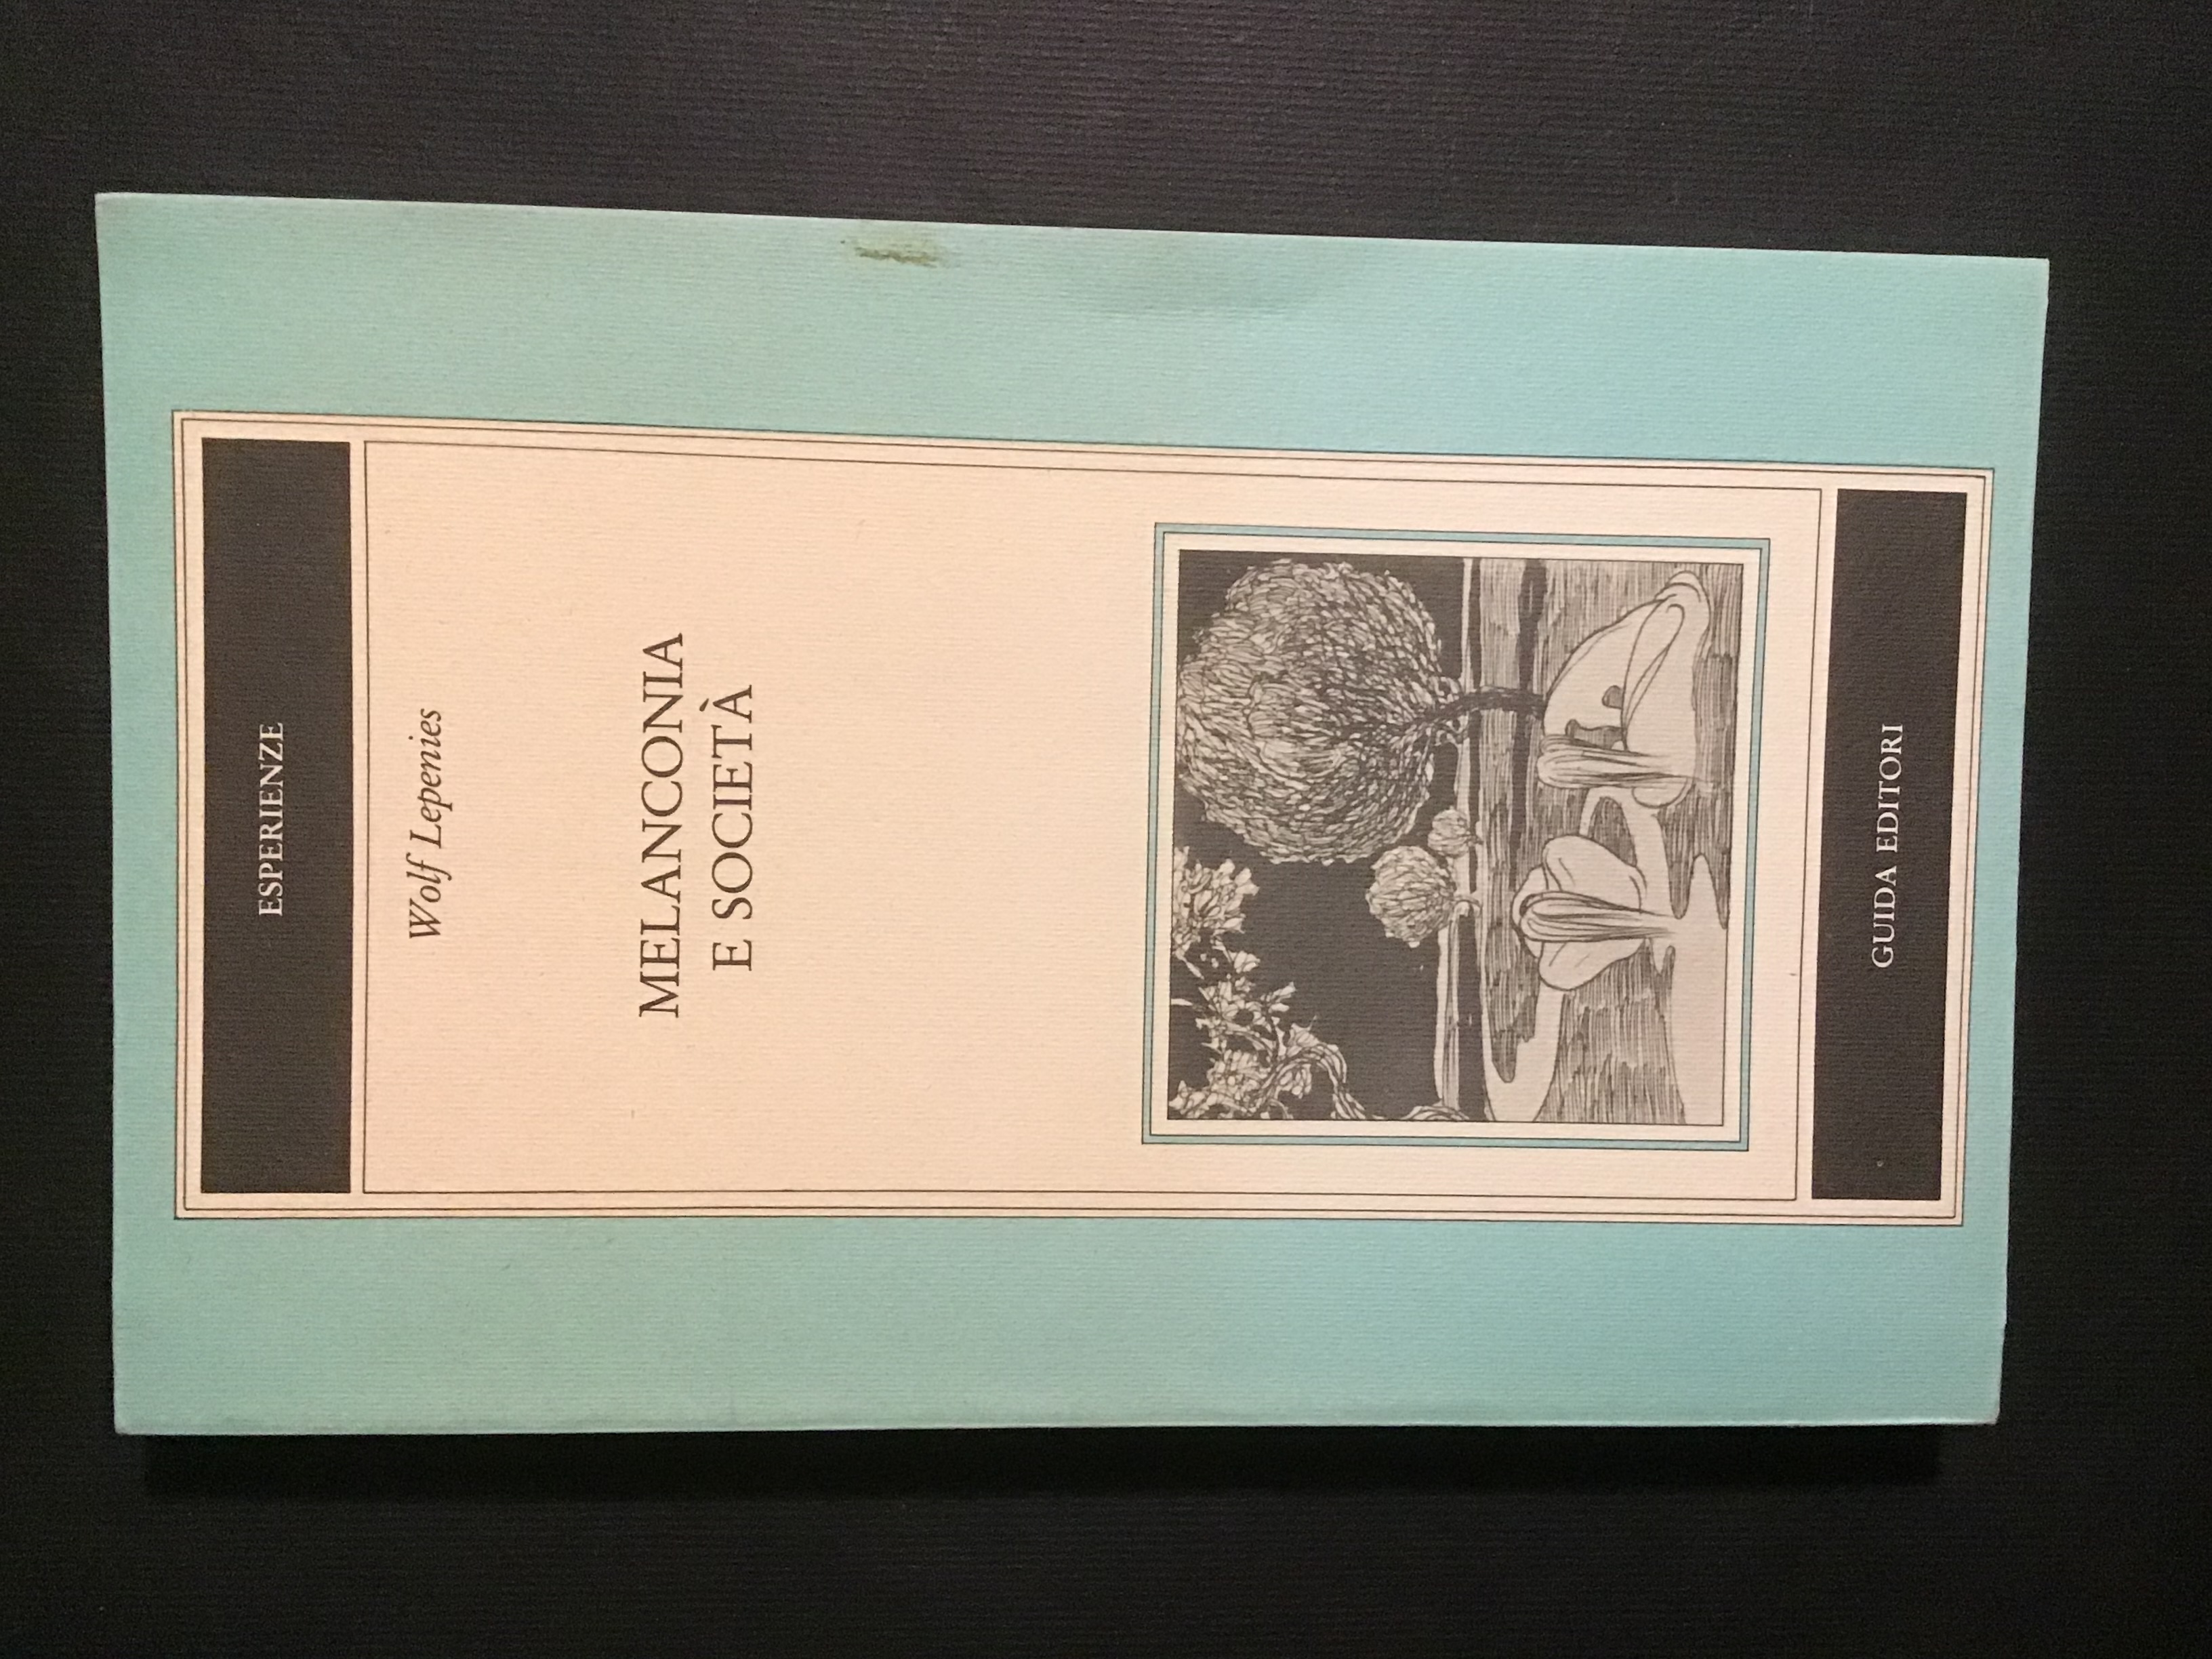 ESPERIENZE
Wolf Lepenies
MELANCONIA
E SOCIETÀ
GUIDA EDITORI